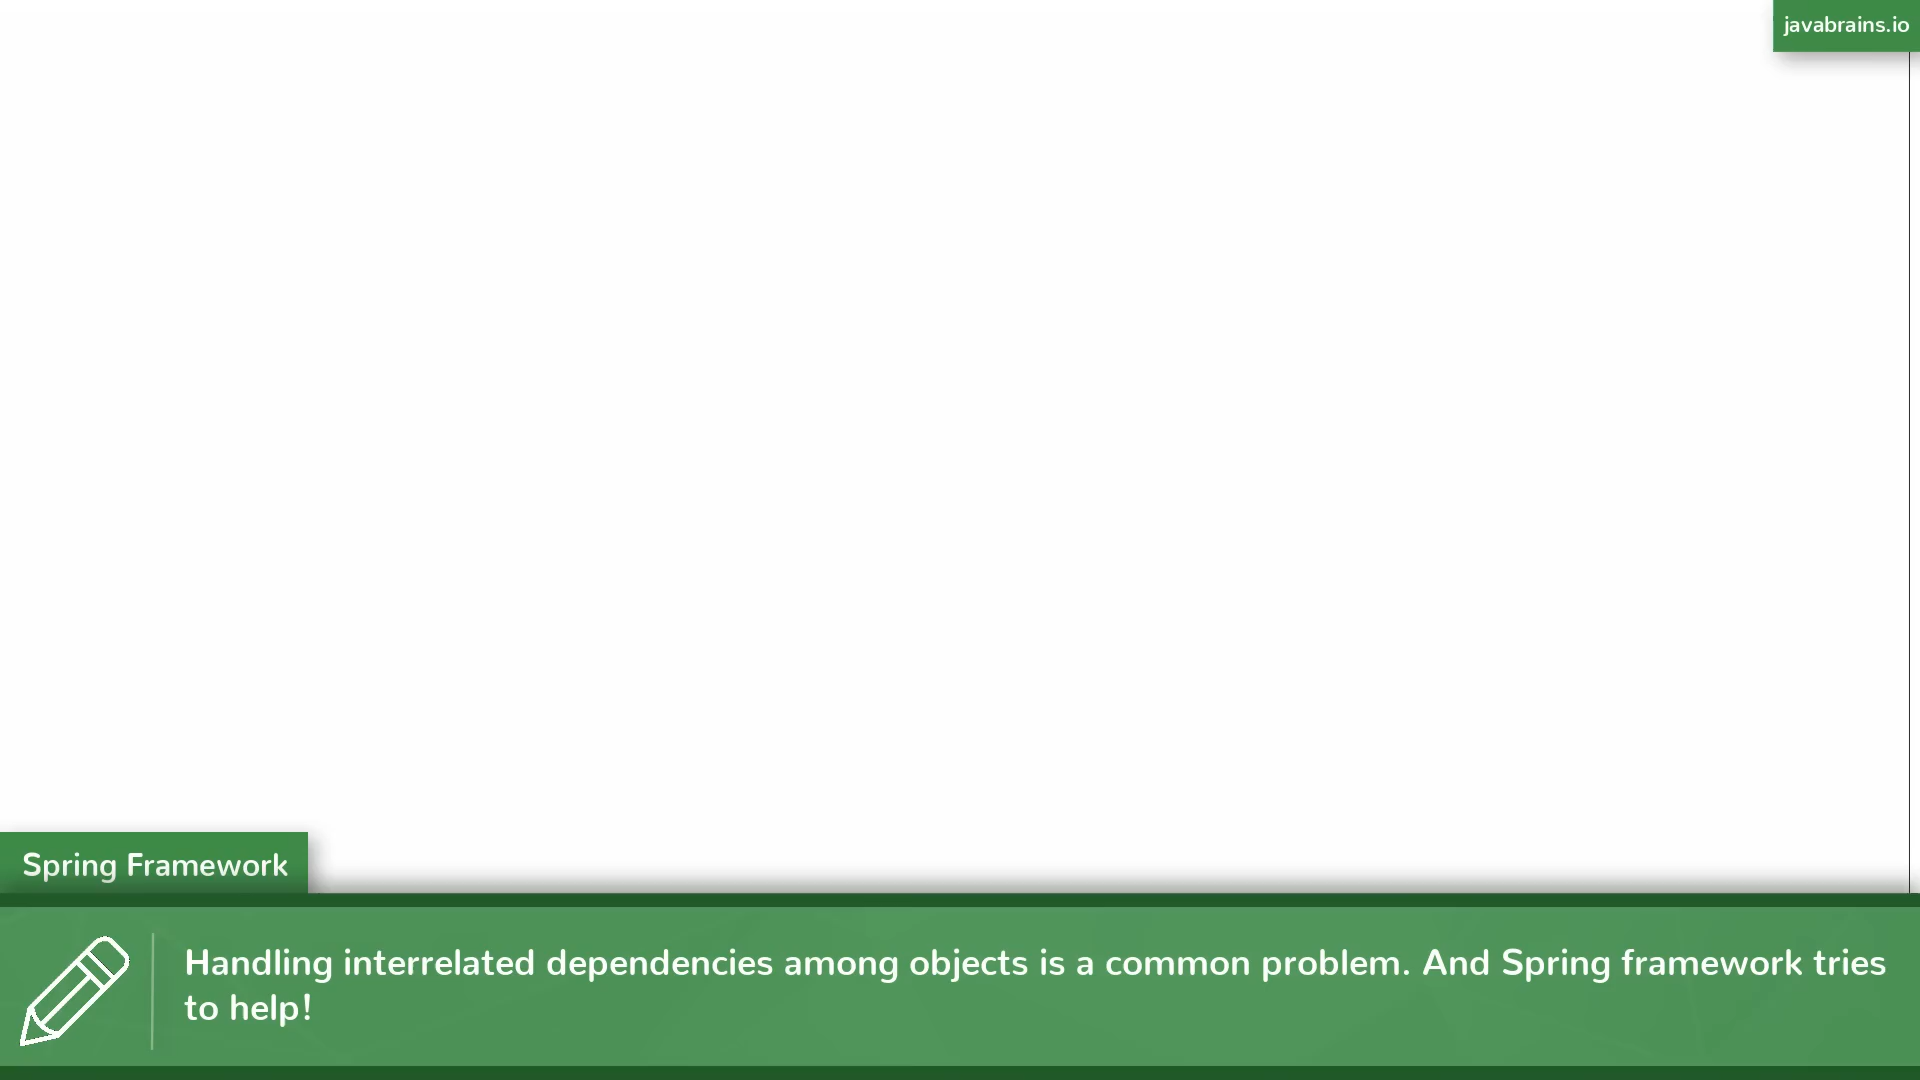 javabrains.io
Spring Framework
Handling interrelated dependencies among objects is a common problem. And Spring framework tries
to help!